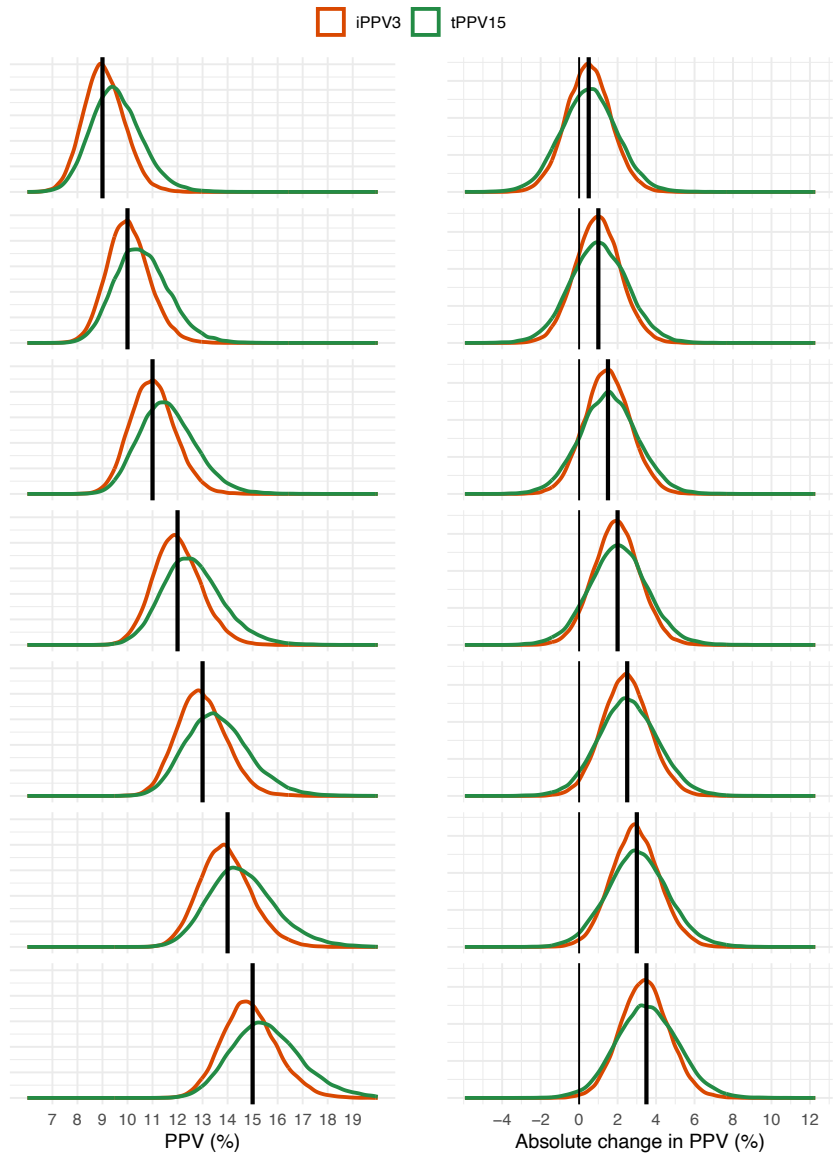 iPPV3 tPPV15
7 8 9 10 11 12 13 14 15 16 17 18 19
PPV (%)
−4 −2 0 2 4 6 8 10 12
Absolute change in PPV (%)